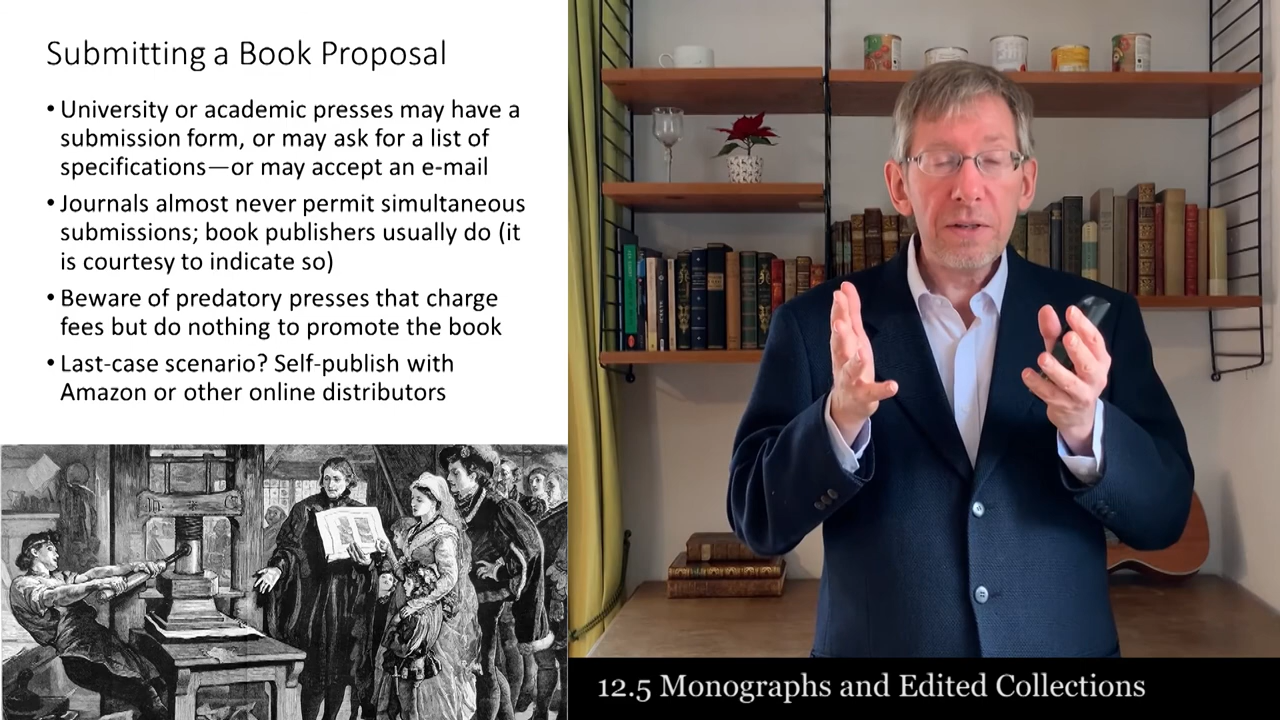 Submitting a Book Proposal
• University or academic presses may have a
submission form, or may ask for a list of
specifications—or may accept an e-mail
• Journals almost never permit simultaneous
submissions; book publishers usually do (it
is courtesy to indicate so)
• Beware of predatory presses that charge
fees but do nothing to promote the book
• Last-case scenario? Self-publish with
Amazon or other online distributors
12.5 Monographs and Edited Collections